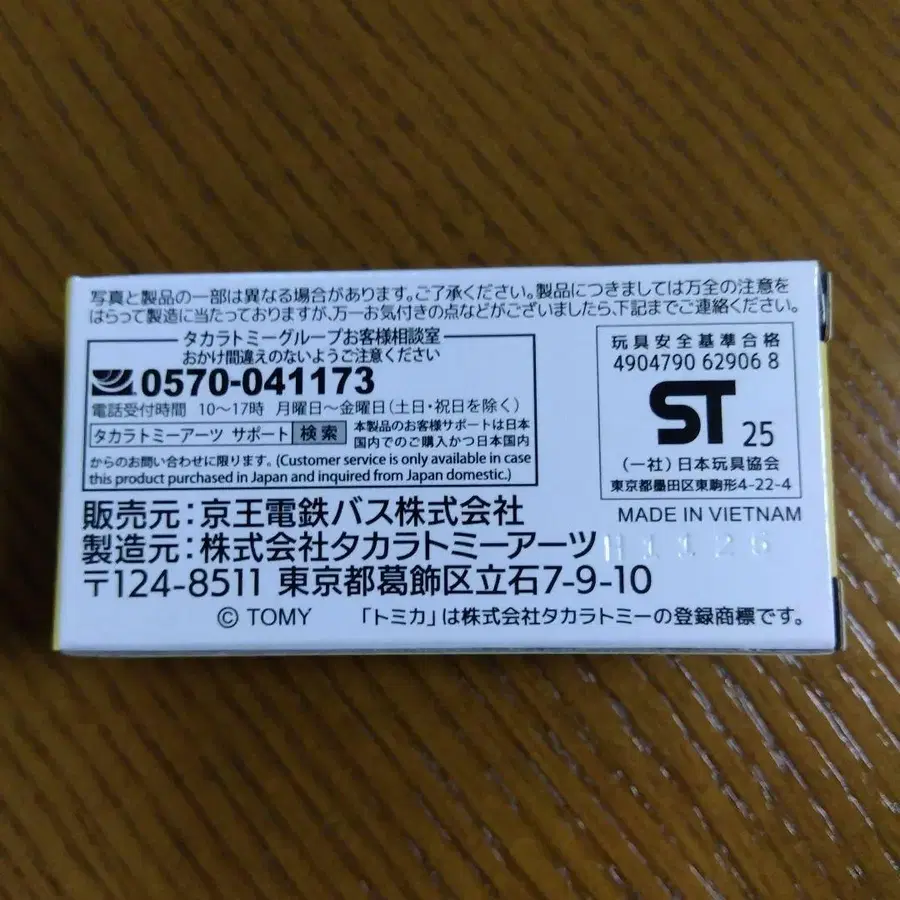 写真と製品の一部は異なる場合があります。ご了承ください。製品につきましては万全の注意を
はらって製造に当たっておりますが、万一お気付きの点などがございましたら、下記までご連絡ください。
タカラトミーグループお客様相談室
おかけ間違えのないようご注意ください
0570-041173
電話受付時間 10〜17時 月曜日〜金曜日(土日・祝日を除く)
タカラトミーアーツ サポート 検索
本製品のお客様サポートは日本
国内でのご購入かつ日本国内
からのお問い合わせに限ります。(Customer service is only available in case
this product purchased in Japan and inquired from Japan domestic.)
玩具安全基準合格
4904790 62906 8
ST 25
(一社)日本玩具協会
東京都墨田区東駒形4-22-4
MADE IN VIETNAM
販売元:京王電鉄バス株式会社
製造元:株式会社タカラトミーアーツ
〒124-8511 東京都葛飾区立石7-9-10
© TOMY 「トミカ」は株式会社タカラトミーの登録商標です。